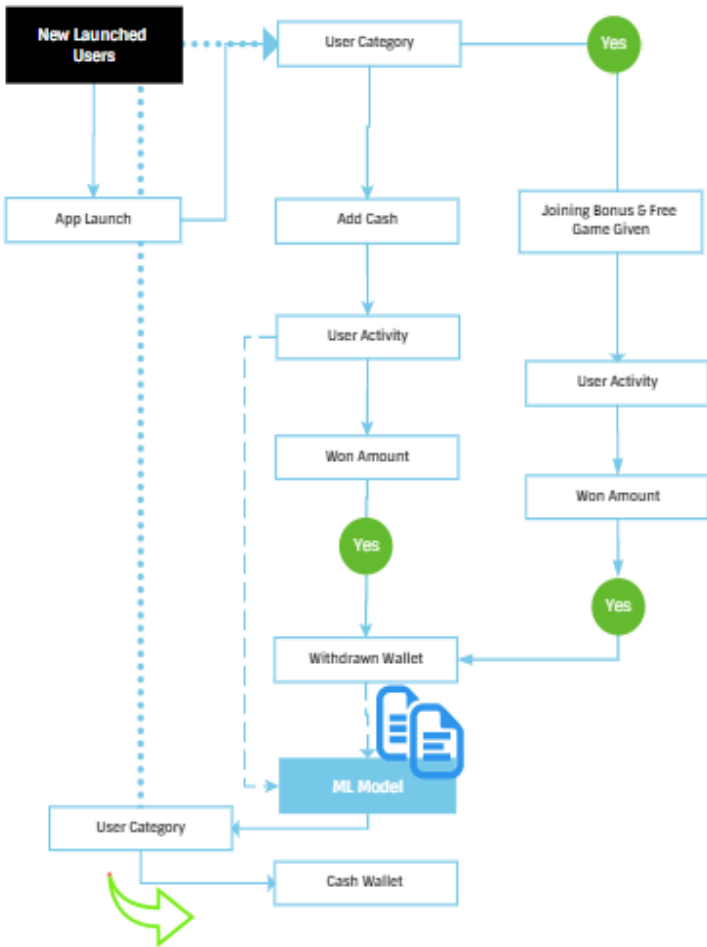 New Launched
Users
User Category
Yes
App Launch
Add Cash
Joining Bonus & Free
Game Given
User Activity
User Activity
Won Amount
Won Amount
Yes
Yes
Withdrawn Wallet
ML Model
User Category
Cash Wallet